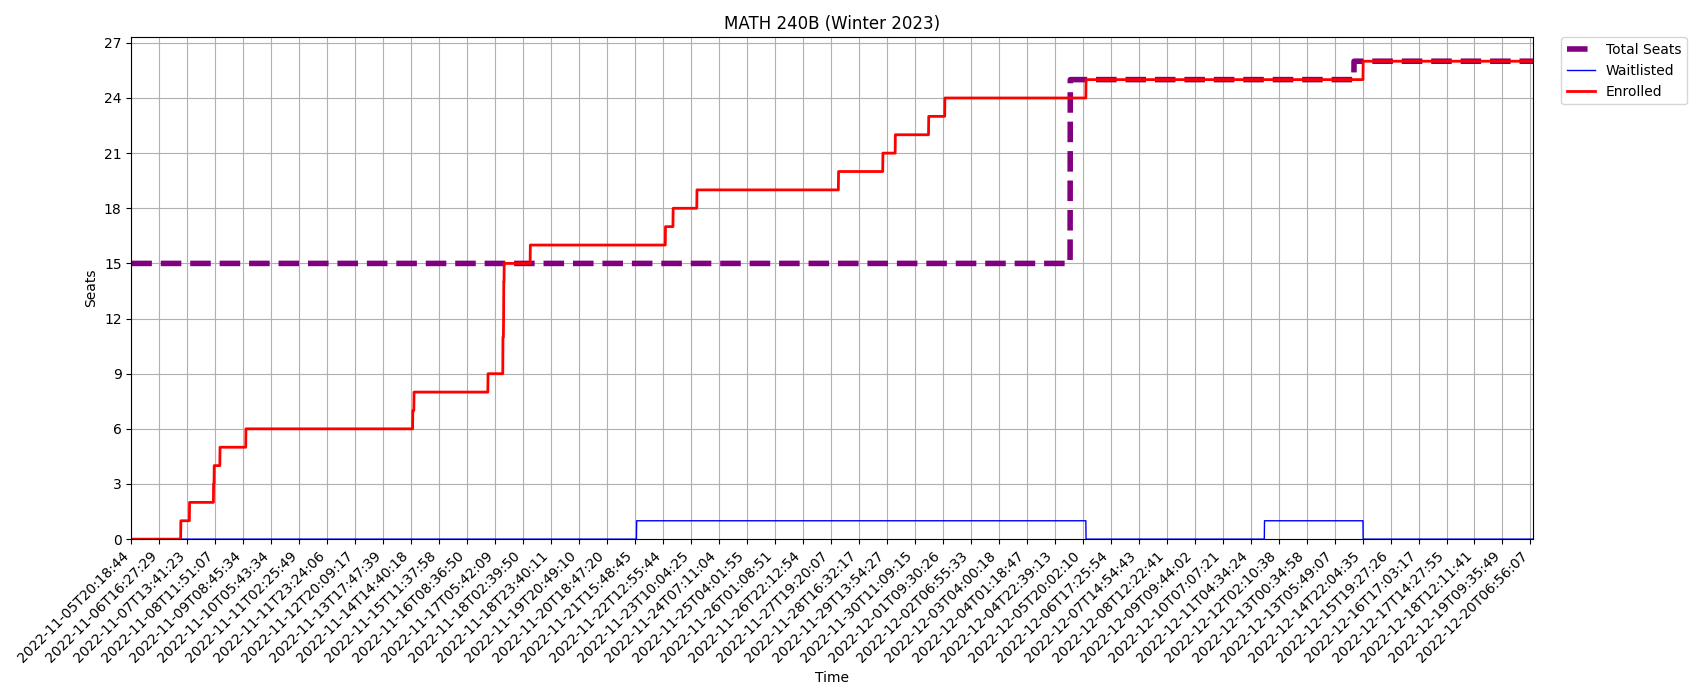 MATH 240B (Winter 2023)
27
24
21
18
15
12
9
6
3
0
Seats
Total Seats
Waitlisted
Enrolled
2022-11-05T20:18:44
2022-11-06T16:27:29
2022-11-07T13:41:23
2022-11-08T11:51:07
2022-11-09T08:45:34
2022-11-10T05:43:34
2022-11-11T02:25:49
2022-11-11T23:24:06
2022-11-12T20:09:17
2022-11-13T17:47:39
2022-11-14T14:40:18
2022-11-15T11:37:58
2022-11-16T08:36:50
2022-11-17T05:42:09
2022-11-18T02:39:50
2022-11-18T23:40:11
2022-11-19T20:49:10
2022-11-20T18:47:20
2022-11-21T15:48:45
2022-11-22T12:55:44
2022-11-23T10:04:25
2022-11-24T07:11:04
2022-11-25T04:01:55
2022-11-26T01:08:51
2022-11-26T22:12:54
2022-11-27T19:20:07
2022-11-28T16:32:17
2022-11-29T13:54:27
2022-11-30T11:09:15
2022-12-01T09:30:26
2022-12-02T06:55:33
2022-12-03T04:00:18
2022-12-04T01:18:47
2022-12-04T22:39:13
2022-12-05T20:02:10
2022-12-06T17:25:54
2022-12-07T14:54:43
2022-12-08T12:22:41
2022-12-09T09:44:02
2022-12-10T07:07:21
2022-12-11T04:34:24
2022-12-12T02:10:38
2022-12-13T00:34:58
2022-12-13T05:49:07
2022-12-14T22:04:35
2022-12-15T19:27:26
2022-12-16T17:03:17
2022-12-17T14:27:55
2022-12-18T12:11:41
2022-12-19T09:35:49
2022-12-20T06:56:07
Time